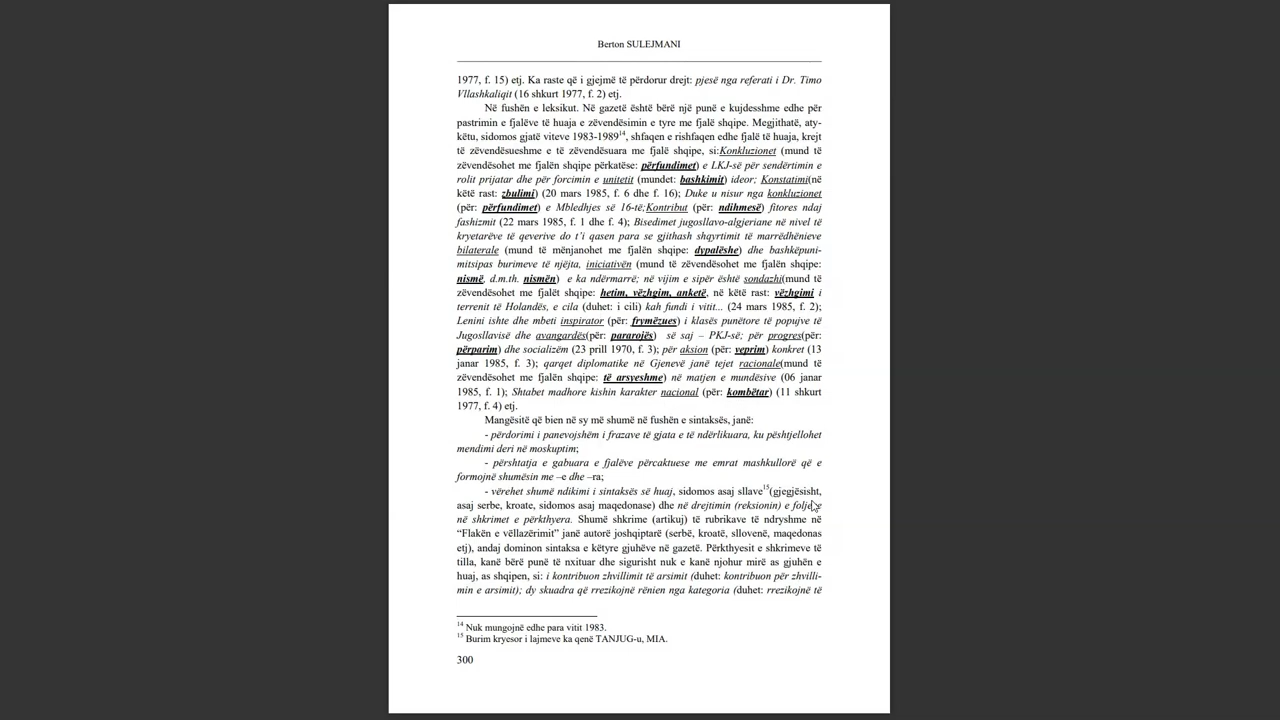 Berton SULEJMANI
1977, f. 15) etj. Ka raste që i gjejmë të përdorur drejt: pjesë nga referati i Dr. Timo
Vllashkaliqit (16 shkurt 1977, f. 2) etj.
Në fushën e leksikut. Në gazetë është bërë një punë e kujdesshme edhe për
pastrimin e fjalëve të huaja e zëvendësimin e tyre me fjalë shqipe. Megjithatë, aty-
këtu, sidomos gjatë viteve 1983-1989¹⁴, shfaqen e rishfaqen edhe fjalë të huaja, krejt
të zëvendësueshme e të zëvendësuara me fjalë shqipe, si:Konkluzionet (mund të
zëvendësohet me fjalën shqipe përkatëse: përfundimet) e LKJ-së për sendërtimin e
rolit prijatar dhe për forcimin e unitetit (mundet: bashkimit) ideor; Konstatimi(në
këtë rast: zbulimi) (20 mars 1985, f. 6 dhe f. 16); Duke u nisur nga konkluzionet
(për: përfundimet) e Mbledhjes së 16-të;Kontribut (për: ndihmesë) fitores ndaj
fashizmit (22 mars 1985, f. 1 dhe f. 4); Bisedimet jugosllavo-algjeriane në nivel të
kryetarëve të qeverive do t’i qasen para se gjithash shqyrtimit të marrëdhënieve
bilaterale (mund të mënjanohet me fjalën shqipe: dypalëshe) dhe bashkëpuni-
mitsipas burimeve të njëjta, iniciativën (mund të zëvendësohet me fjalën shqipe:
nismë, d.m.th. nismën) e ka ndërmarrë; në vijim e sipër është sondazhi(mund të
zëvendësohet me fjalët shqipe: hetim, vëzhgim, anketë, në këtë rast: vëzhgimi i
terrenit të Holandës, e cila (duhet: i cili) kah fundi i vitit... (24 mars 1985, f. 2);
Lenini ishte dhe mbeti inspirator (për: frymëzues) i klasës punëtore të popujve të
Jugosllavisë dhe avangardës(për: pararojës) së saj – PKJ-së; për progres(për:
përparim) dhe socializëm (23 prill 1970, f. 3); për aksion (për: veprim) konkret (13
janar 1985, f. 3); qarqet diplomatike në Gjenevë janë tejet racionale(mund të
zëvendësohet me fjalën shqipe: të arsyeshme) në matjen e mundësive (06 janar
1985, f. 1); Shtabet madhore kishin karakter nacional (për: kombëtar) (11 shkurt
1977, f. 4) etj.
Mangësitë që bien në sy më shumë në fushën e sintaksës, janë:
- përdorimi i panevojshëm i frazave të gjata e të ndërlikuara, ku pështjellohet
mendimi deri në moskuptim;
- përshtatja e gabuara e fjalëve përcaktuese me emrat mashkullorë që e
formojnë shumësin me –e dhe –ra;
- vërehet shumë ndikimi i sintaksës së huaj, sidomos asaj sllave¹⁵(gjegjësisht,
asaj serbe, kroate, sidomos asaj maqedonase) dhe në drejtimin (reksionin) e foljeve
në shkrimet e përkthyera. Shumë shkrime (artikuj) të rubrikave të ndryshme në
“Flakën e vëllazërimit” janë autorë joshqiptarë (serbë, kroatë, sllovenë, maqedonas
etj), andaj dominon sintaksa e këtyre gjuhëve në gazetë. Përkthyesit e shkrimeve të
tilla, kanë bërë punë të nxituar dhe sigurisht nuk e kanë njohur mirë as gjuhën e
huaj, as shqipen, si: i kontribuon zhvillimit të arsimit (duhet: kontribuon për zhvilli-
min e arsimit); dy skuadra që rrezikojnë rënien nga kategoria (duhet: rrezikojnë të
¹⁴ Nuk mungojnë edhe para vitit 1983.
¹⁵ Burim kryesor i lajmeve ka qenë TANJUG-u, MIA.
300